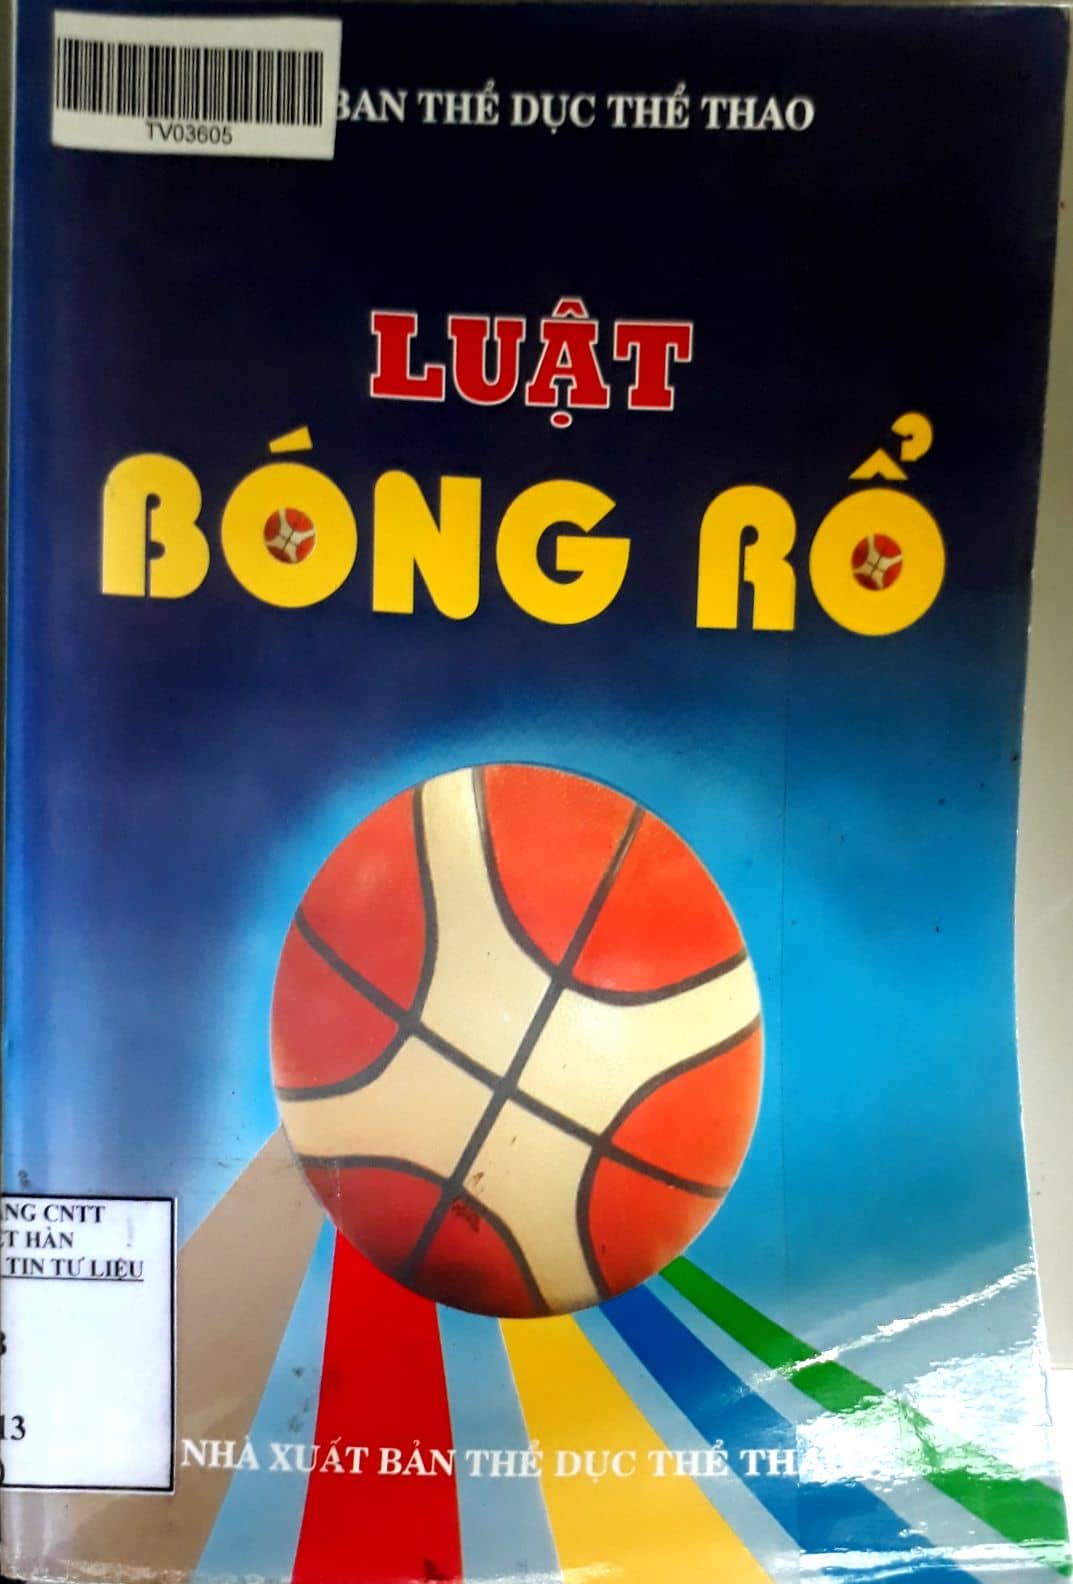 TV03605
BAN THỂ DỤC THỂ THAO
LUẬT
BÓNG RỔ
CNTT
HÀN
TIN TƯ LIỆU
13
NHÀ XUẤT BẢN THỂ DỤC THỂ